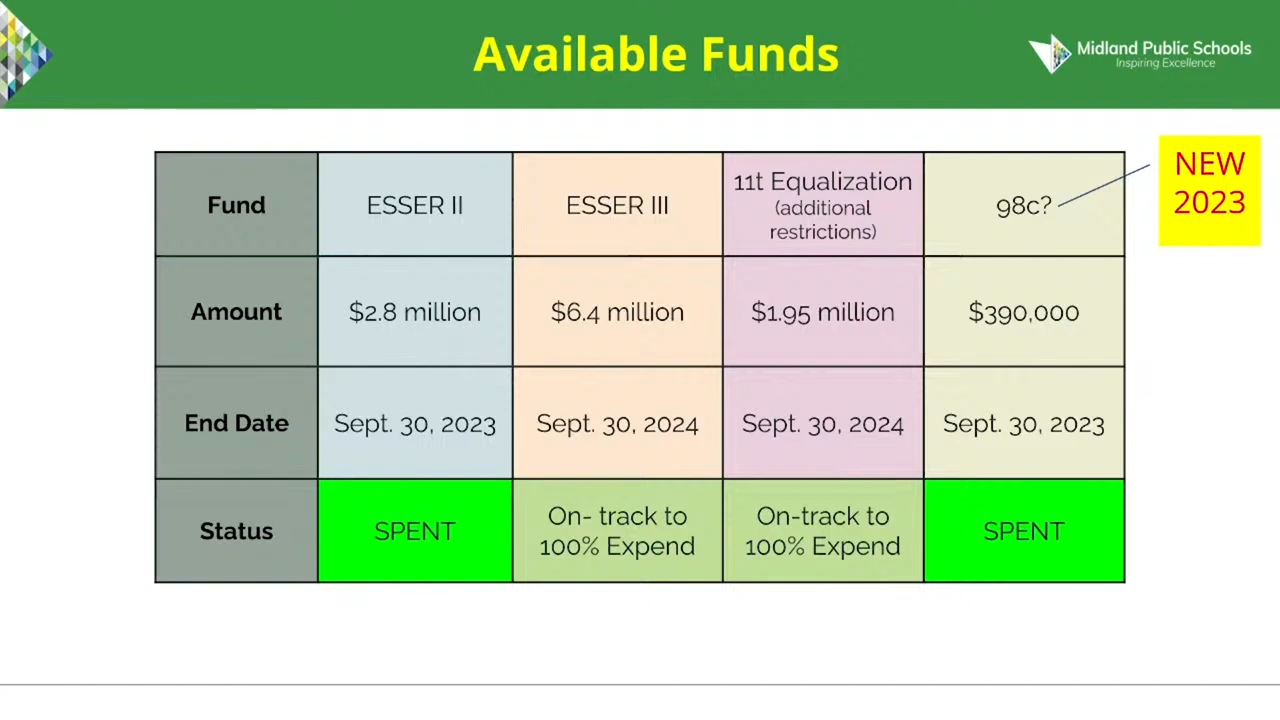 Available Funds
Midland Public Schools
Inspiring Excellence
NEW
2023
Fund
ESSER II
ESSER III
11t Equalization
(additional
restrictions)
98c?
Amount
$2.8 million
$6.4 million
$1.95 million
$390,000
End Date
Sept. 30, 2023
Sept. 30, 2024
Sept. 30, 2024
Sept. 30, 2023
Status
SPENT
On- track to
100% Expend
On-track to
100% Expend
SPENT